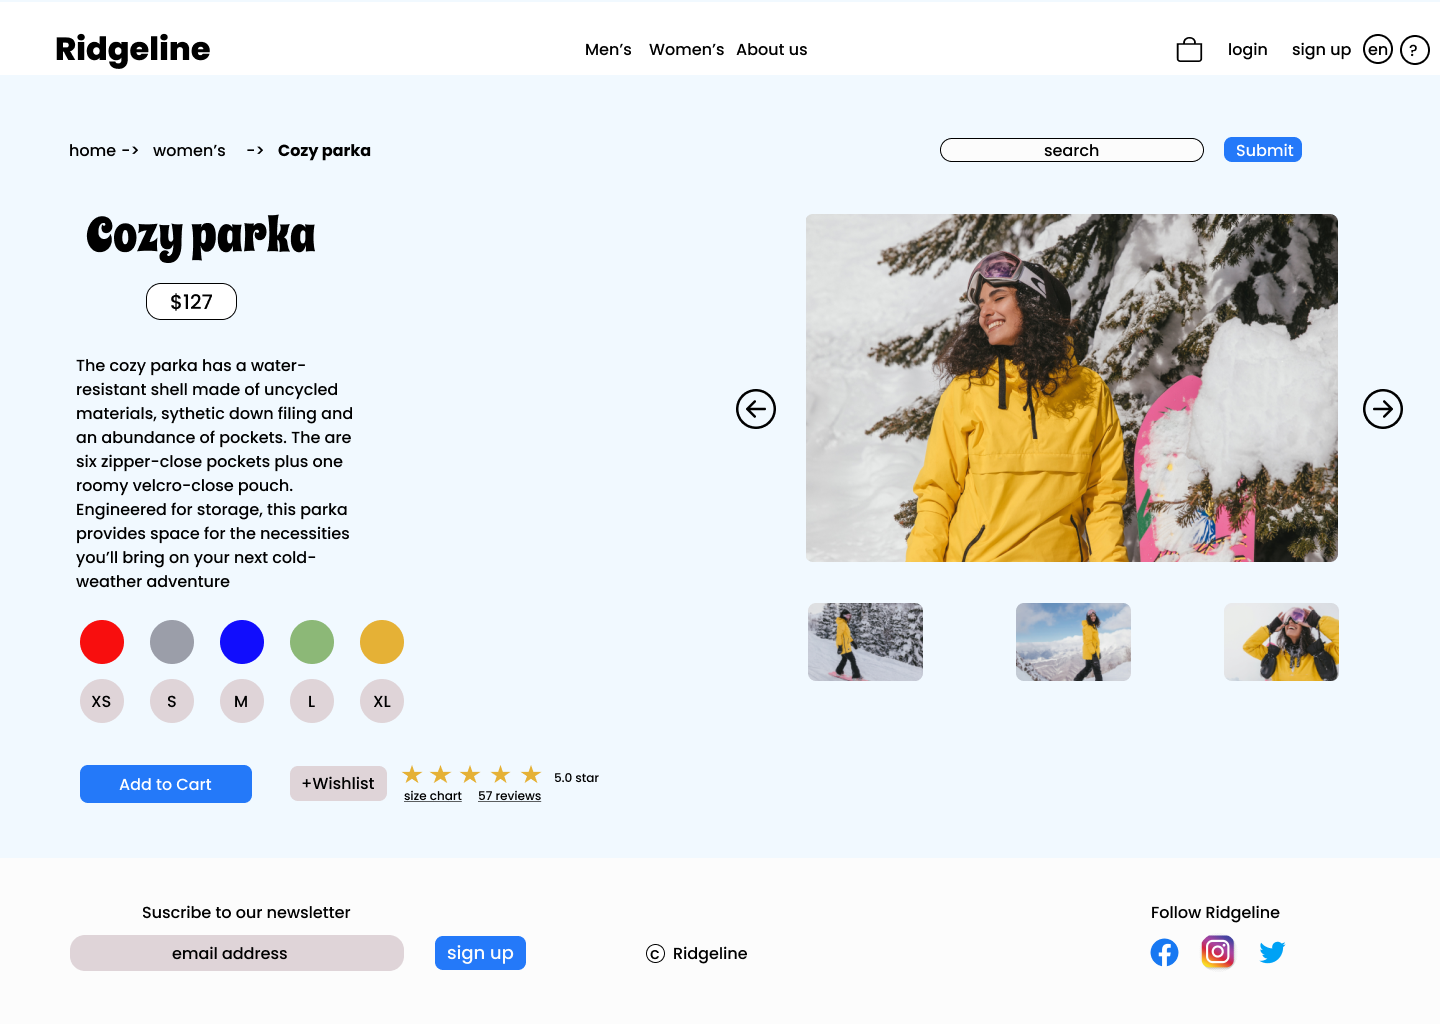 Ridgeline
Men’s Women’s About us
login sign up en ?
home -> women’s -> Cozy parka
search Submit
Cozy parka
$127
The cozy parka has a water-
resistant shell made of uncycled
materials, sythetic down filing and
an abundance of pockets. The are
six zipper-close pockets plus one
roomy velcro-close pouch.
Engineered for storage, this parka
provides space for the necessities
you’ll bring on your next cold-
weather adventure
XS S M L XL
Add to Cart
+Wishlist
5.0 star
size chart 57 reviews
Suscribe to our newsletter
email address
sign up
© Ridgeline
Follow Ridgeline